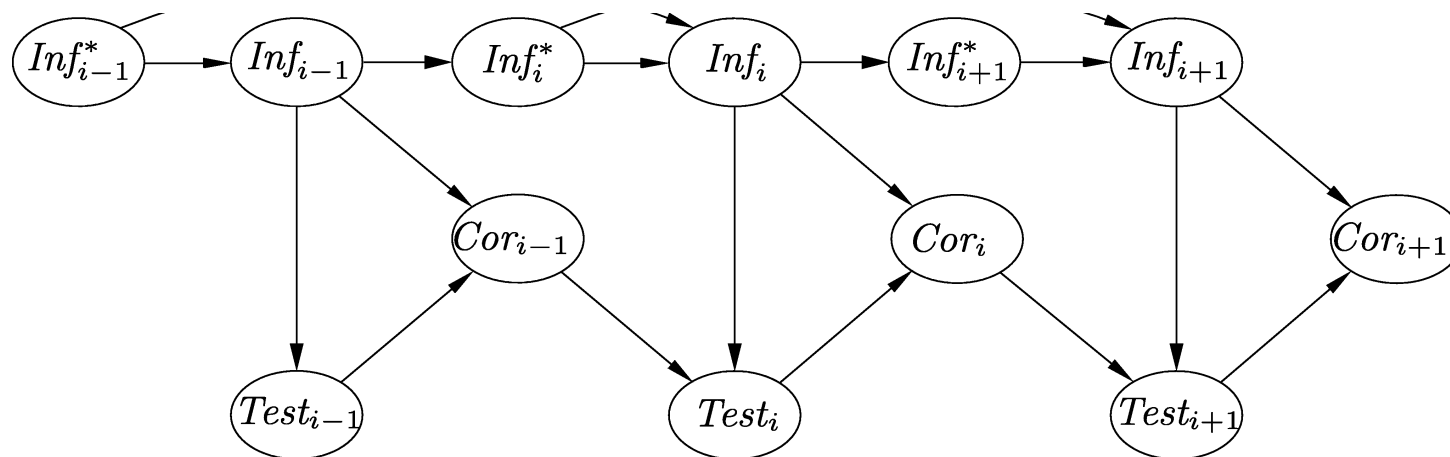 Inf*_{i−1} Inf_{i−1} Inf*_i Inf_i Inf*_{i+1} Inf_{i+1}
Cor_{i−1} Cor_i Cor_{i+1}
Test_{i−1} Test_i Test_{i+1}